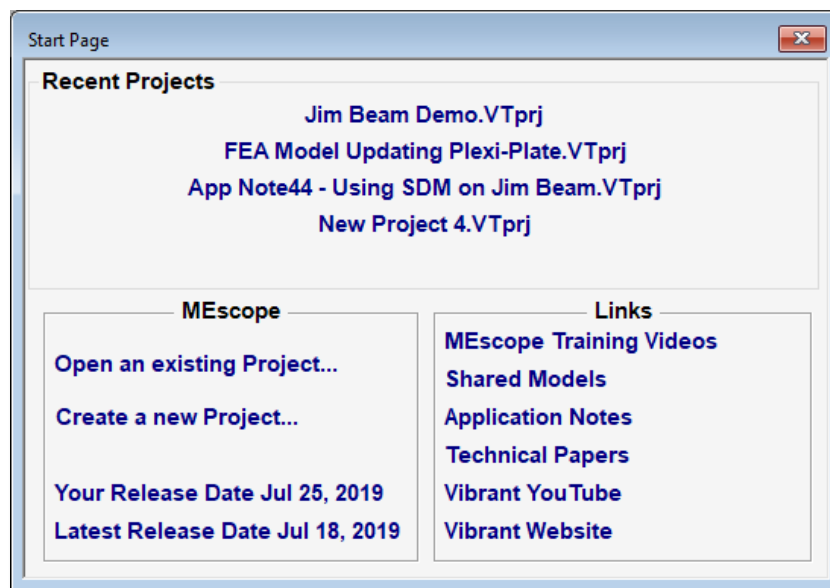 Start Page
Recent Projects
Jim Beam Demo.VTprj
FEA Model Updating Plexi-Plate.VTprj
App Note44 - Using SDM on Jim Beam.VTprj
New Project 4.VTprj
MEscope
Open an existing Project...
Create a new Project...
Your Release Date Jul 25, 2019
Latest Release Date Jul 18, 2019
Links
MEscope Training Videos
Shared Models
Application Notes
Technical Papers
Vibrant YouTube
Vibrant Website